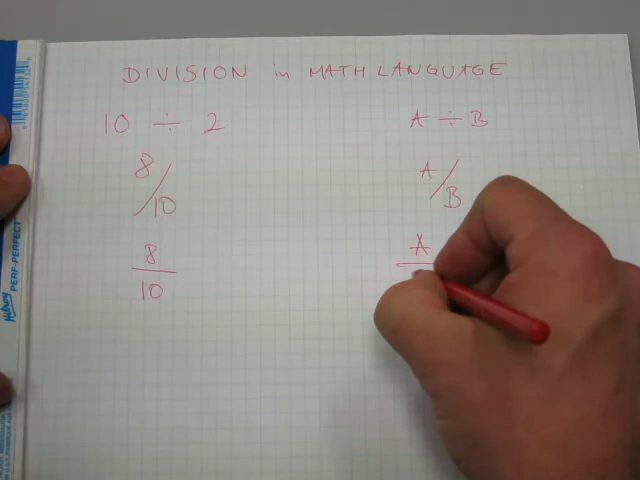 DIVISION in MATH LANGUAGE
10 ÷ 2
A ÷ B
8/10
A/B
8
10
A
Hilroy PERF-PERFECT